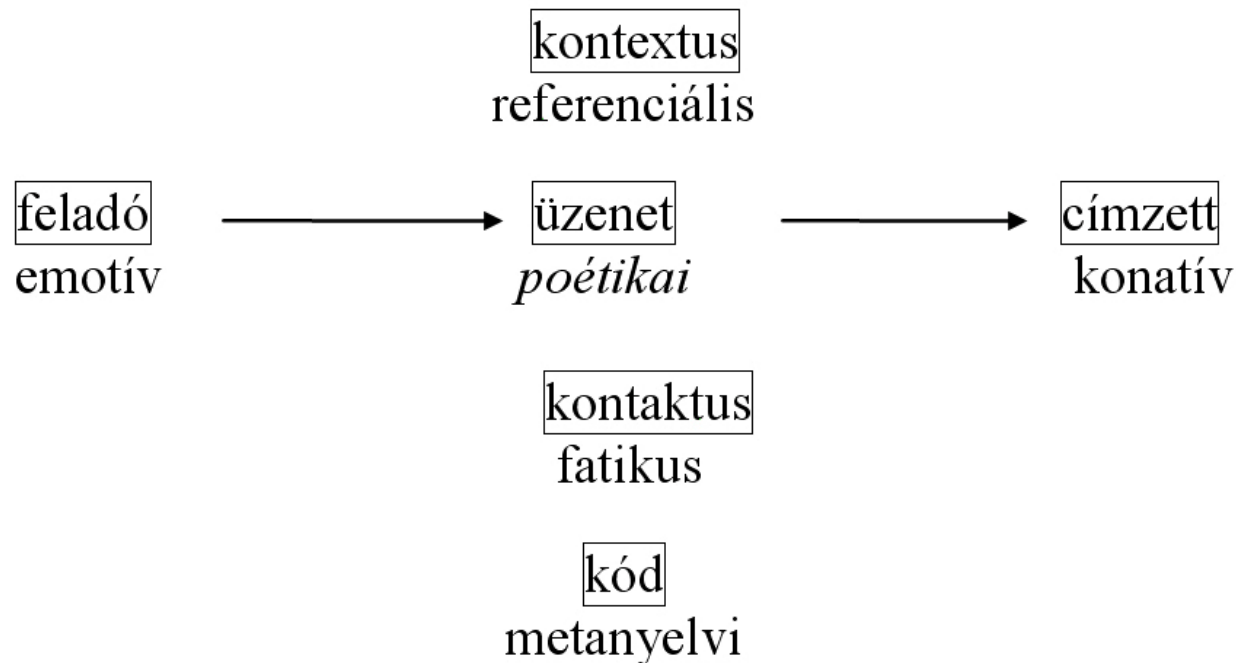 kontextus
referenciális
feladó üzenet címzett
emotív poétikai konatív
kontaktus
fatikus
kód
metanyelvi